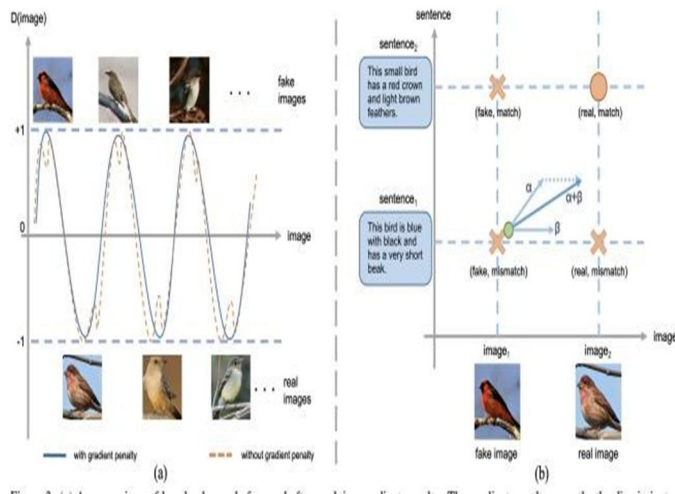 D(image)
fake
images
+1
0
image
-1
real
images
with gradient penalty
without gradient penalty
(a)
sentence
sentence2
This small bird
has a red crown
and light brown
feathers.
(fake, match)
(real, match)
α
α+β
β
sentence1
This bird is blue
with black and
has a very short
beak.
(fake, mismatch)
(real, mismatch)
image
image1
image2
fake image
real image
(b)